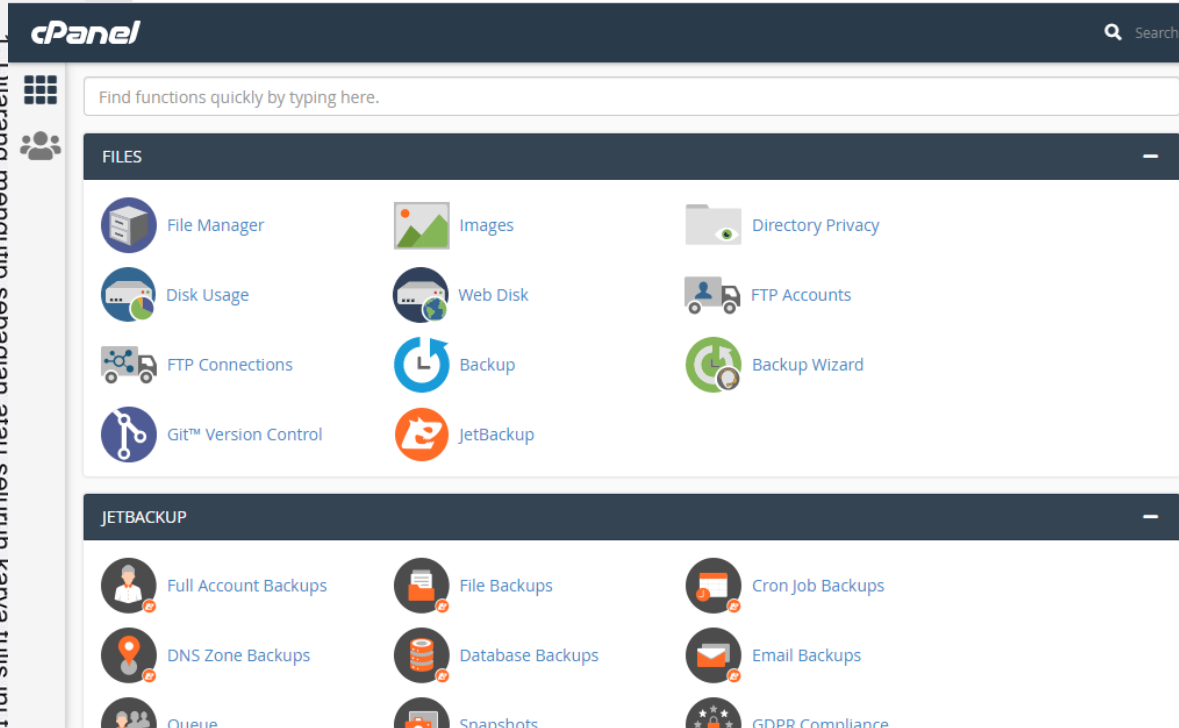 cPanel
Search
Find functions quickly by typing here.
FILES
File Manager
Images
Directory Privacy
Disk Usage
Web Disk
FTP Accounts
FTP Connections
Backup
Backup Wizard
Git™ Version Control
JetBackup
JETBACKUP
Full Account Backups
File Backups
Cron Job Backups
DNS Zone Backups
Database Backups
Email Backups
Queue
Snapshots
GDPR Compliance